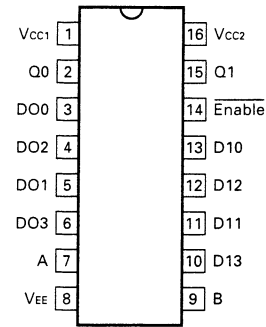 Vcc1 1 16 Vcc2
Q0 2 15 Q1
DO0 3 14 Enable
DO2 4 13 D10
DO1 5 12 D12
DO3 6 11 D11
A 7 10 D13
VEE 8 9 B